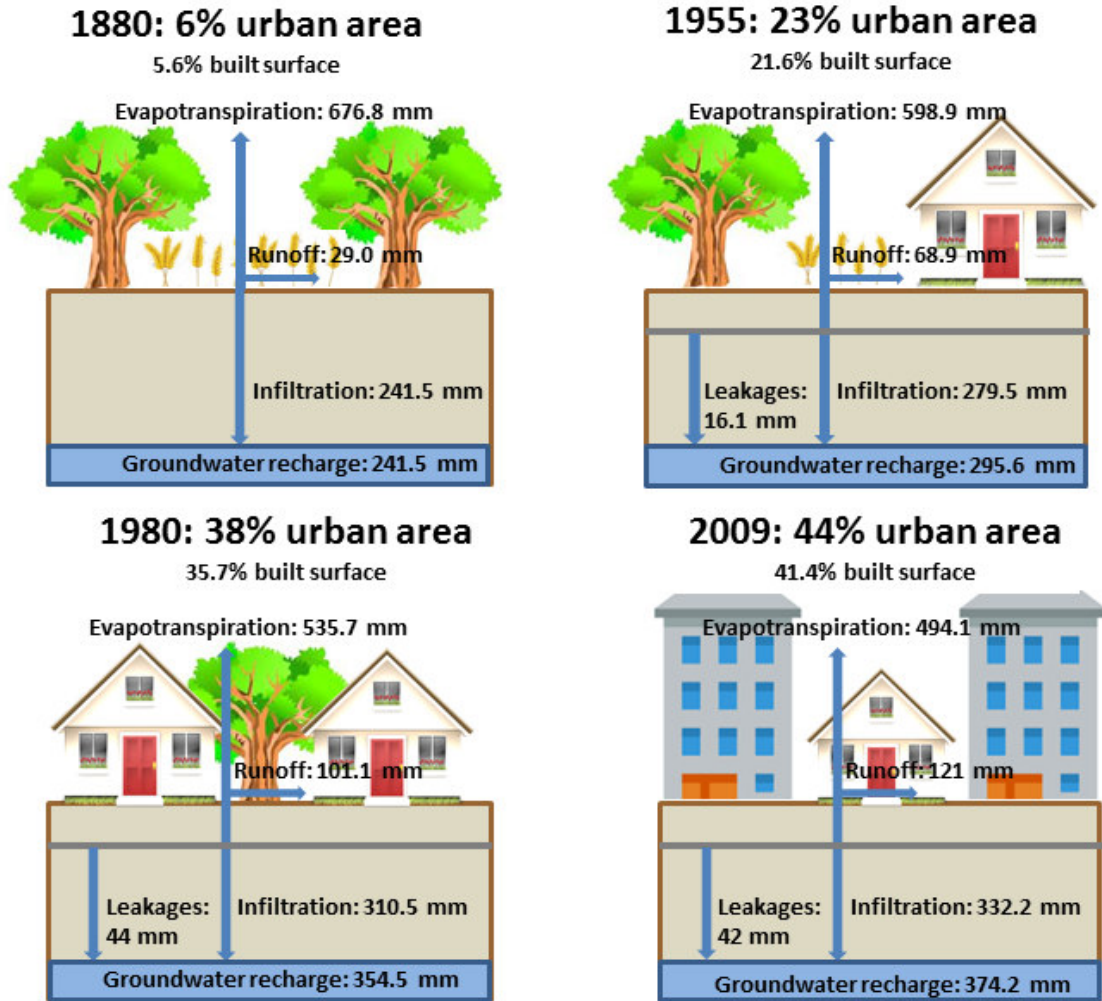 1880: 6% urban area
5.6% built surface
Evapotranspiration: 676.8 mm
Runoff: 29.0 mm
Infiltration: 241.5 mm
Groundwater recharge: 241.5 mm
1955: 23% urban area
21.6% built surface
Evapotranspiration: 598.9 mm
Runoff: 68.9 mm
Leakages:
16.1 mm
Infiltration: 279.5 mm
Groundwater recharge: 295.6 mm
1980: 38% urban area
35.7% built surface
Evapotranspiration: 535.7 mm
Runoff: 101.1 mm
Leakages:
44 mm
Infiltration: 310.5 mm
Groundwater recharge: 354.5 mm
2009: 44% urban area
41.4% built surface
Evapotranspiration: 494.1 mm
Runoff: 121 mm
Leakages:
42 mm
Infiltration: 332.2 mm
Groundwater recharge: 374.2 mm